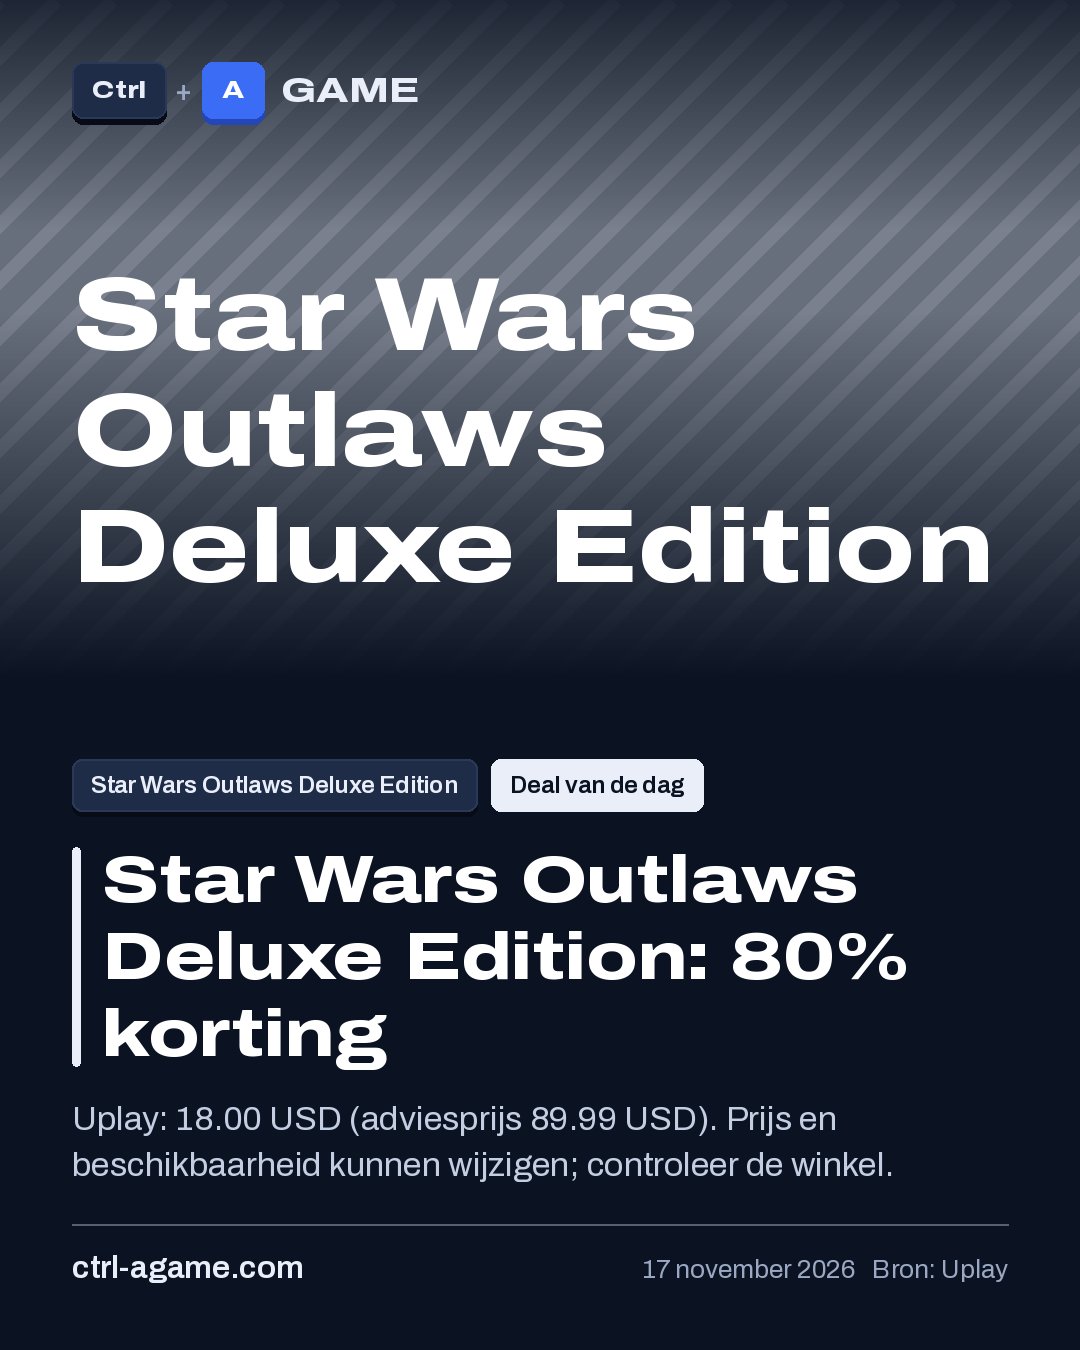 Ctrl + A GAME
Star Wars
Outlaws
Deluxe Edition
Star Wars Outlaws Deluxe Edition Deal van de dag
Star Wars Outlaws
Deluxe Edition: 80%
korting
Uplay: 18.00 USD (adviesprijs 89.99 USD). Prijs en
beschikbaarheid kunnen wijzigen; controleer de winkel.
ctrl-agame.com 17 november 2026 Bron: Uplay